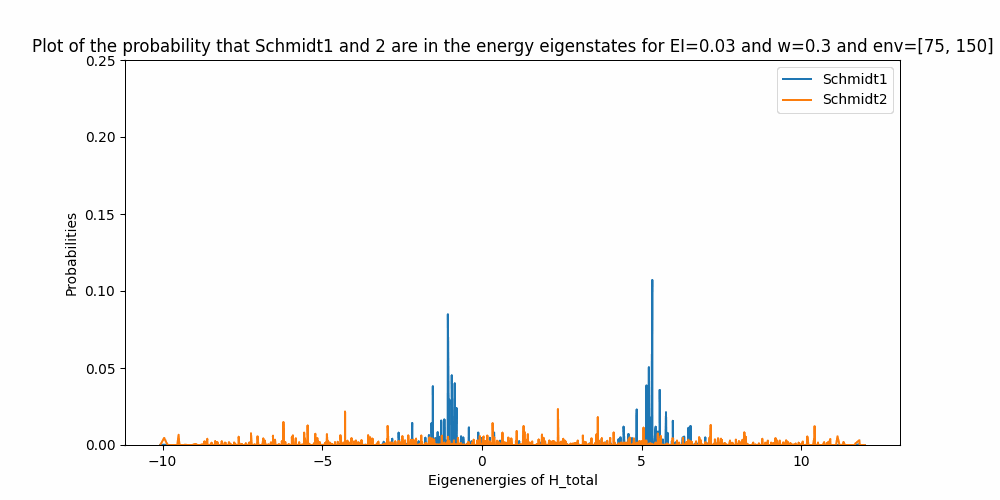 Plot of the probability that Schmidt1 and 2 are in the energy eigenstates for EI=0.03 and w=0.3 and env=[75, 150]
0.25
Schmidt1
Schmidt2
0.20
0.15
Probabilities
0.10
0.05
0.00
−10
−5
0
5
10
Eigenenergies of H_total